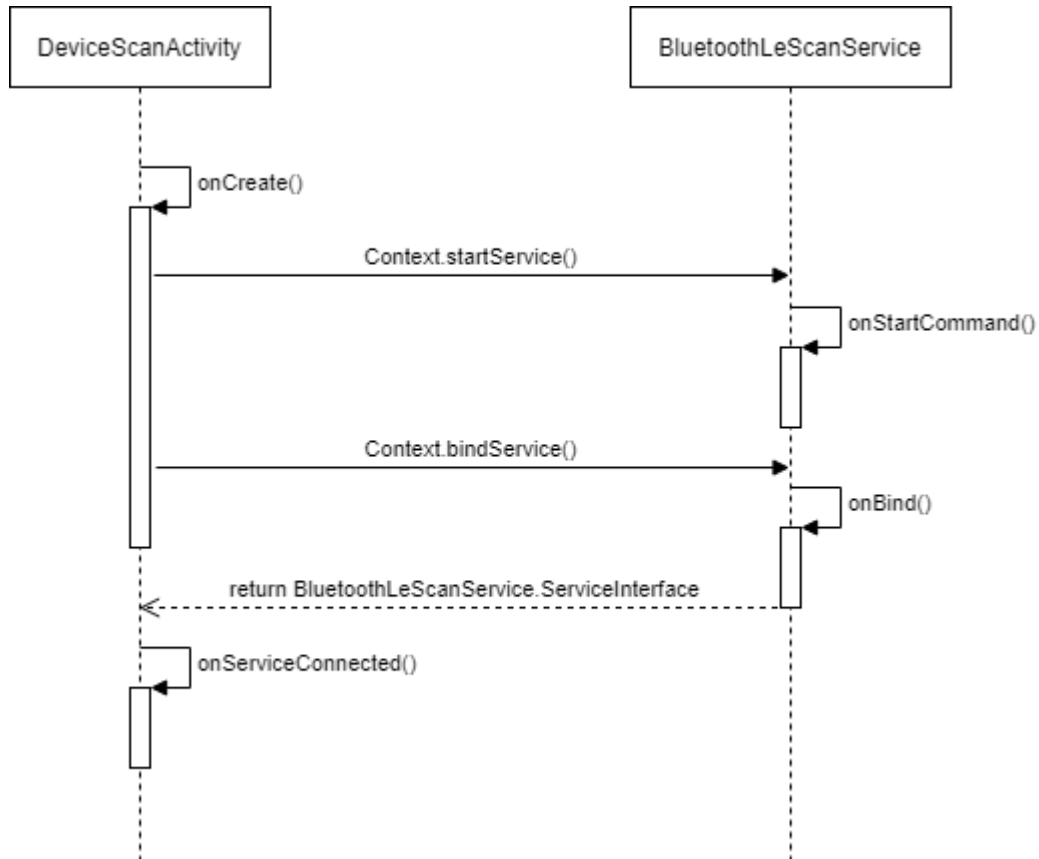 DeviceScanActivity
BluetoothLeScanService
onCreate()
Context.startService()
onStartCommand()
Context.bindService()
onBind()
return BluetoothLeScanService.ServiceInterface
onServiceConnected()